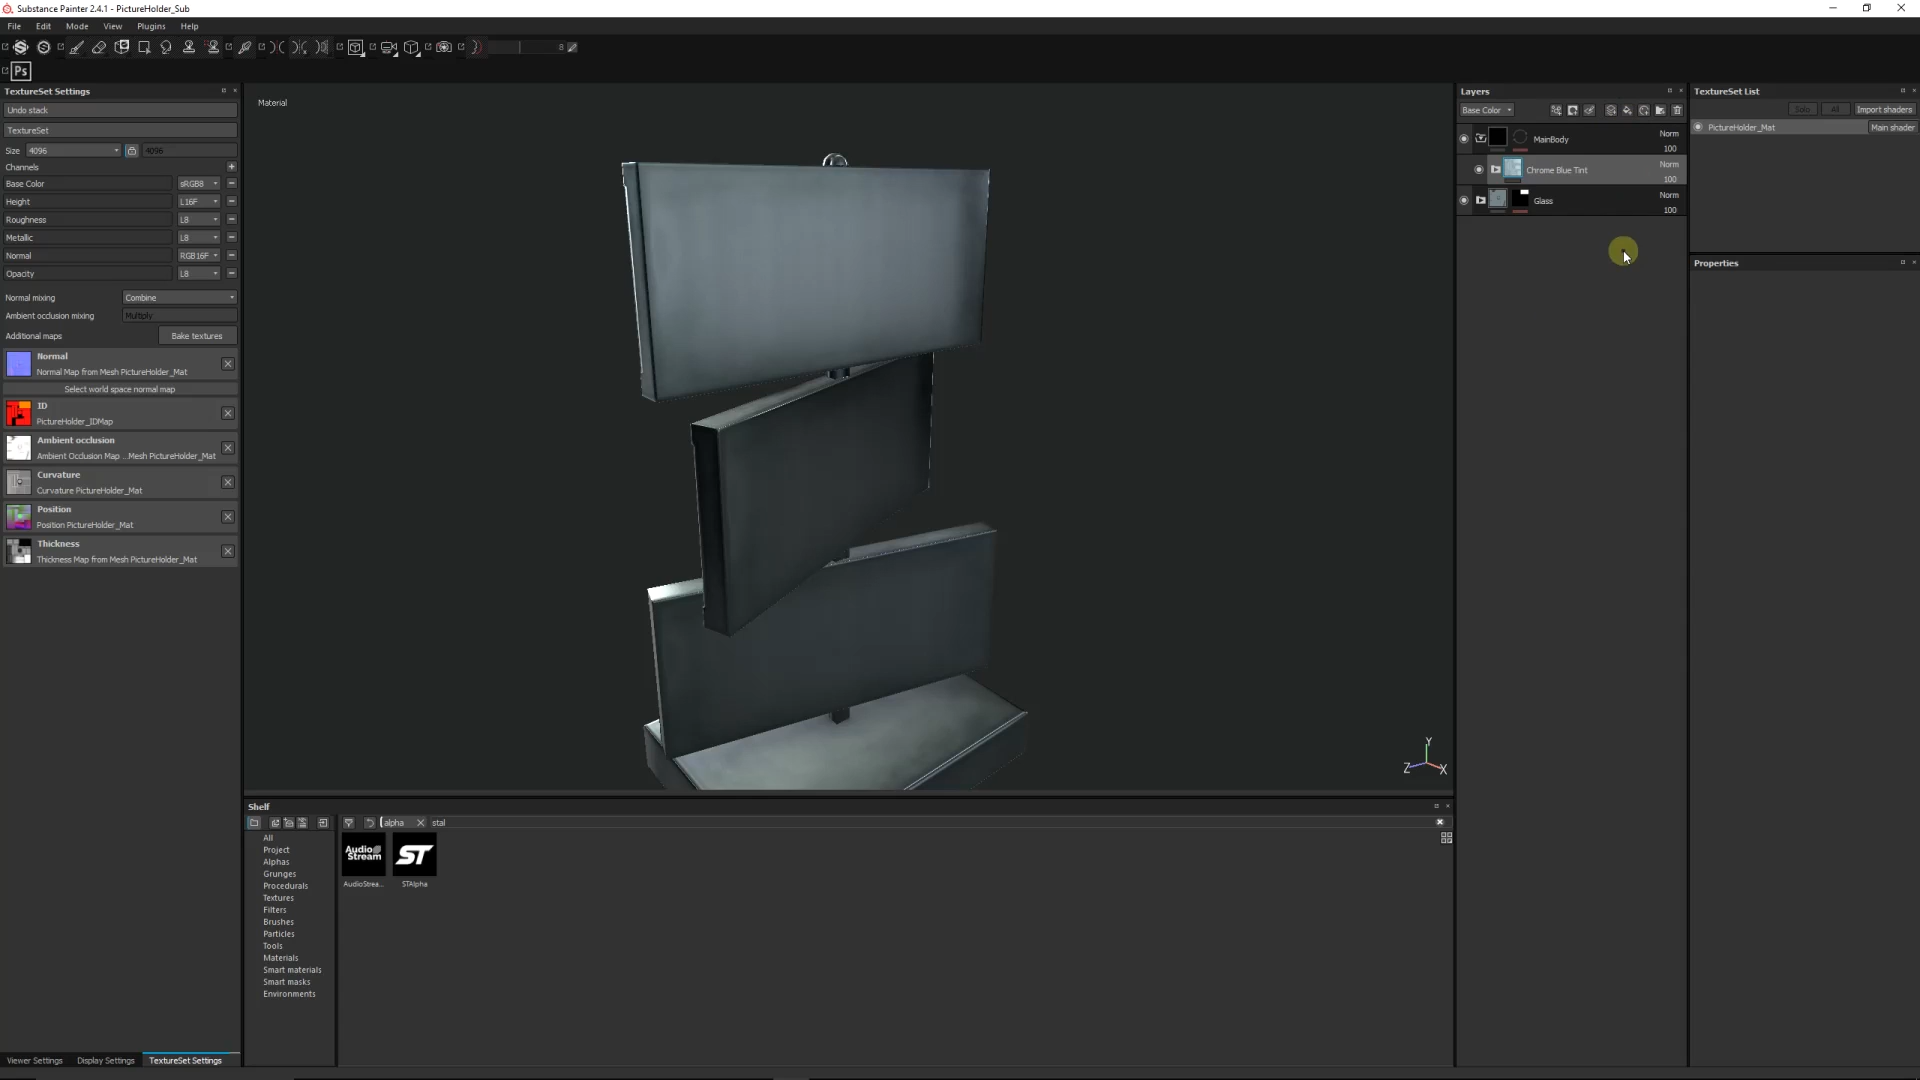 Substance Painter 2.4.1 - PictureHolder_Sub
File Edit Mode View Plugins Help
8
Ps
TextureSet Settings
Undo stack
TextureSet
Size 4096 4096
Channels
Base Color sRGB8
Height L16F
Roughness L8
Metallic L8
Normal RGB16F
Opacity L8
Normal mixing Combine
Ambient occlusion mixing Multiply
Additional maps Bake textures
Normal
Normal Map from Mesh PictureHolder_Mat
Select world space normal map
ID
PictureHolder_IDMap
Ambient occlusion
Ambient Occlusion Map ...Mesh PictureHolder_Mat
Curvature
Curvature PictureHolder_Mat
Position
Position PictureHolder_Mat
Thickness
Thickness Map from Mesh PictureHolder_Mat
Viewer Settings Display Settings TextureSet Settings
Material
Y
Z X
Shelf
alpha stal
All
Project
Alphas
Grunges
Procedurals
Textures
Filters
Brushes
Particles
Tools
Materials
Smart materials
Smart masks
Environments
Audio
Stream
ST
AudioStrea... STAlpha
Layers
Base Color
MainBody Norm
100
Chrome Blue Tint Norm
100
Glass Norm
100
TextureSet List
Solo All Import shaders
PictureHolder_Mat Main shader
Properties